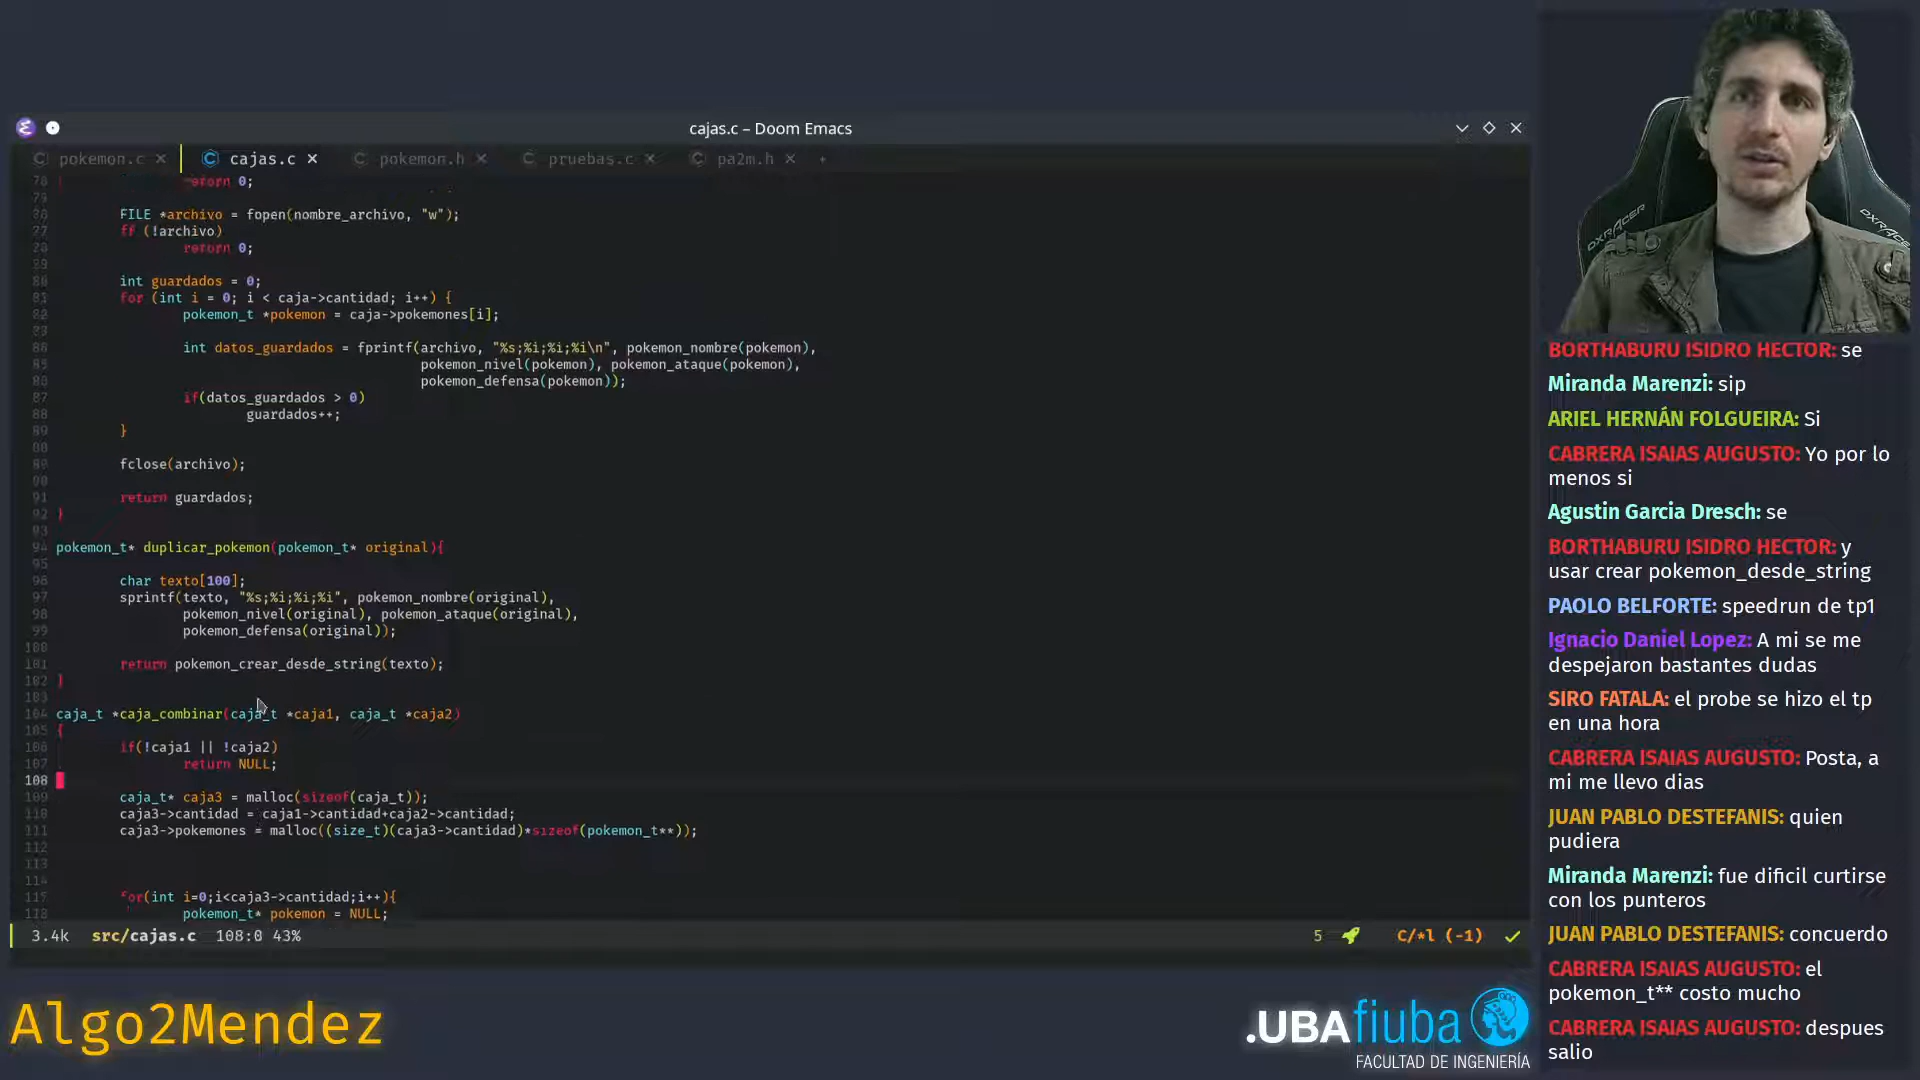 cajas.c – Doom Emacs
pokemon.c
cajas.c
pokemon.h
pruebas.c
pa2m.h
return 0;
FILE *archivo = fopen(nombre_archivo, "w");
(!archivo)
return 0;
int guardados = 0;
for (int i = 0; i < caja->cantidad; i++) {
pokemon_t *pokemon = caja->pokemones[i];
int datos_guardados = fprintf(archivo, "%s;%i;%i;%i\n", pokemon_nombre(pokemon),
pokemon_nivel(pokemon), pokemon_ataque(pokemon),
pokemon_defensa(pokemon));
if(datos_guardados > 0)
guardados++;
}
fclose(archivo);
return guardados;
}
pokemon_t* duplicar_pokemon(pokemon_t* original){
char texto[100];
sprintf(texto, "%s;%i;%i;%i", pokemon_nombre(original),
pokemon_nivel(original), pokemon_ataque(original),
pokemon_defensa(original));
return pokemon_crear_desde_string(texto);
}
caja_t *caja_combinar(caja_t *caja1, caja_t *caja2)
{
if(!caja1 || !caja2)
return NULL;
108
caja_t* caja3 = malloc(sizeof(caja_t));
caja3->cantidad = caja1->cantidad+caja2->cantidad;
caja3->pokemones = malloc((size_t)(caja3->cantidad)*sizeof(pokemon_t**));
for(int i=0;i<caja3->cantidad;i++){
pokemon_t* pokemon = NULL;
3.4k src/cajas.c 108:0 43%
5 C/*l (-1)
Algo2Mendez
.UBAfiuba
FACULTAD DE INGENIERÍA
DXRACER
DXRACER
BORTHABURU ISIDRO HECTOR: se
Miranda Marenzi: sip
ARIEL HERNÁN FOLGUEIRA: Si
CABRERA ISAIAS AUGUSTO: Yo por lo
menos si
Agustin Garcia Dresch: se
BORTHABURU ISIDRO HECTOR: y
usar crear pokemon_desde_string
PAOLO BELFORTE: speedrun de tp1
Ignacio Daniel Lopez: A mi se me
despejaron bastantes dudas
SIRO FATALA: el probe se hizo el tp
en una hora
CABRERA ISAIAS AUGUSTO: Posta, a
mi me llevo dias
JUAN PABLO DESTEFANIS: quien
pudiera
Miranda Marenzi: fue dificil curtirse
con los punteros
JUAN PABLO DESTEFANIS: concuerdo
CABRERA ISAIAS AUGUSTO: el
pokemon_t** costo mucho
CABRERA ISAIAS AUGUSTO: despues
salio